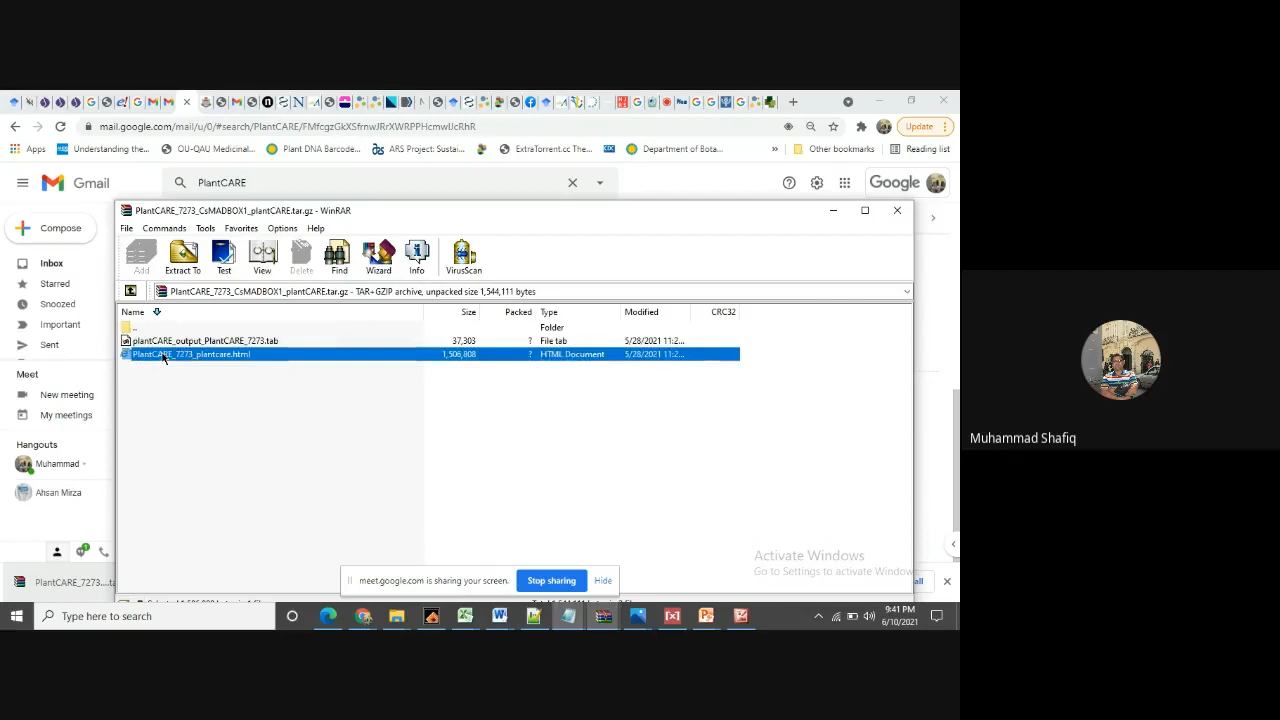 mail.google.com/mail/u/0/#search/PlantCARE/FMfcgzGkXSfrnwJRrXWRPPHcmwlJcRhR
Update
Apps
Understanding the...
OU-QAU Medicinal...
Plant DNA Barcode...
ARS Project: Sustai...
ExtraTorrent.cc The...
Department of Bota...
»
Other bookmarks
Reading list
Gmail
PlantCARE
Google
Compose
Inbox
Starred
Snoozed
Important
Sent
Meet
New meeting
My meetings
Hangouts
Muhammad
Ahsan Mirza
PlantCARE_7273_CsMADBOX1_plantCARE.tar.gz - WinRAR
File Commands Tools Favorites Options Help
Add Extract To Test View Delete Find Wizard Info VirusScan
PlantCARE_7273_CsMADBOX1_plantCARE.tar.gz - TAR+GZIP archive, unpacked size 1,544,111 bytes
Name Size Packed Type Modified CRC32
.. Folder
plantCARE_output_PlantCARE_7273.tab 37,303 ? File tab 5/28/2021 11:2...
PlantCARE_7273_plantcare.html 1,506,808 ? HTML Document 5/28/2021 11:2...
Activate Windows
Go to Settings to activate Windows
meet.google.com is sharing your screen.
Stop sharing
Hide
PlantCARE_7273....ta
all
Type here to search
9:41 PM
6/10/2021
Muhammad Shafiq